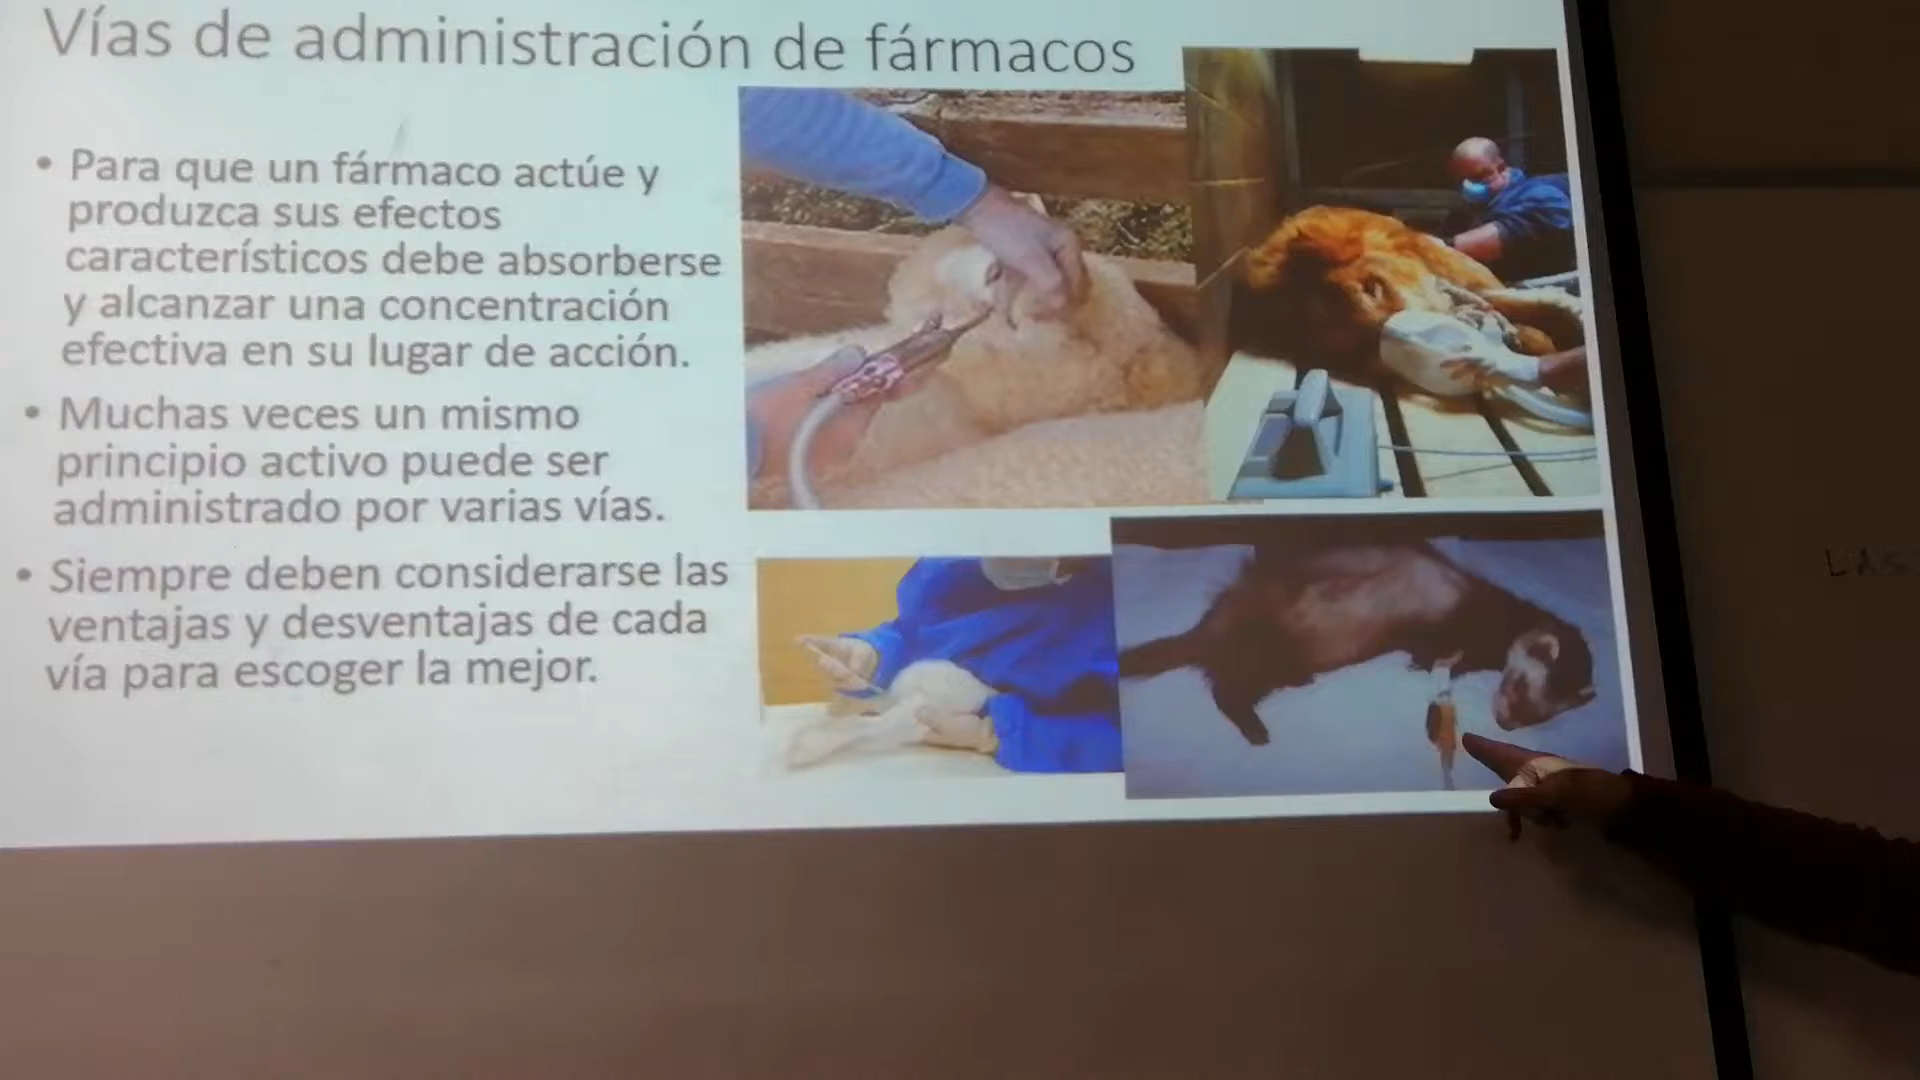 Vías de administración de fármacos
• Para que un fármaco actúe y
produzca sus efectos
característicos debe absorberse
y alcanzar una concentración
efectiva en su lugar de acción.
• Muchas veces un mismo
principio activo puede ser
administrado por varias vías.
• Siempre deben considerarse las
ventajas y desventajas de cada
vía para escoger la mejor.